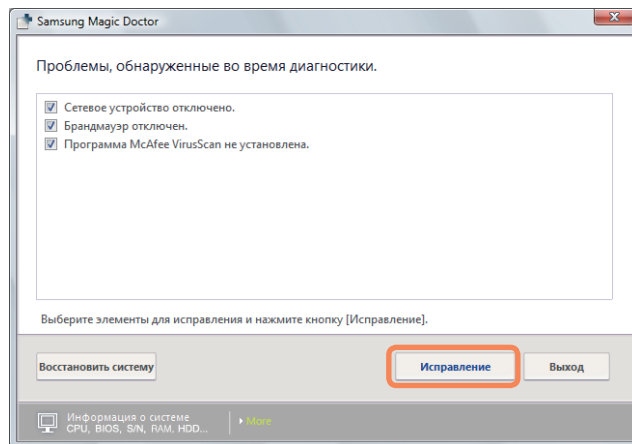 Samsung Magic Doctor
Проблемы, обнаруженные во время диагностики.
Сетевое устройство отключено.
Брандмауэр отключен.
Программа McAfee VirusScan не установлена.
Выберите элементы для исправления и нажмите кнопку [Исправление].
Восстановить систему
Исправление
Выход
Информация о системе
CPU, BIOS, S/N, RAM, HDD...
More